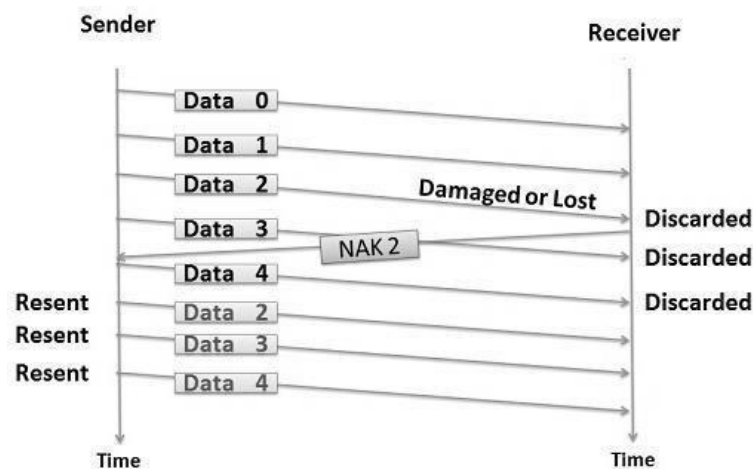 Sender
Receiver
Data 0
Data 1
Data 2
Damaged or Lost
Discarded
Data 3
NAK 2
Discarded
Data 4
Discarded
Resent
Data 2
Resent
Data 3
Resent
Data 4
Time
Time